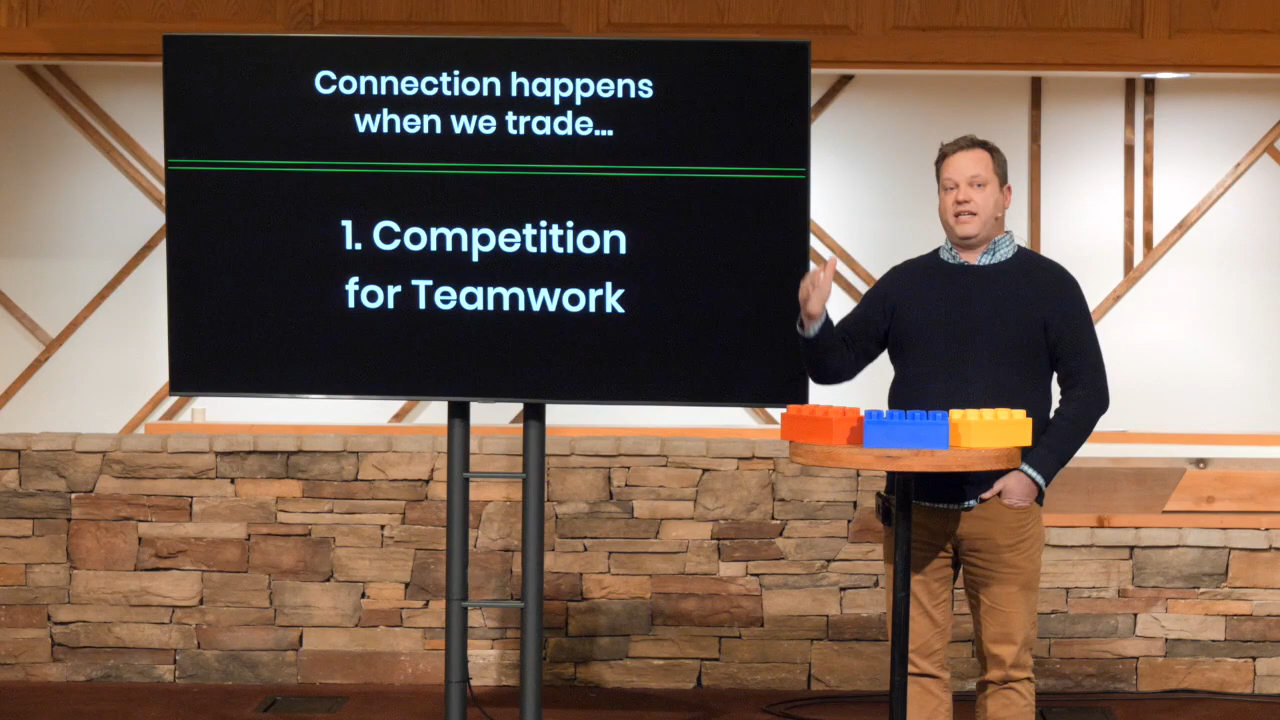 Connection happens
when we trade...
1. Competition
for Teamwork